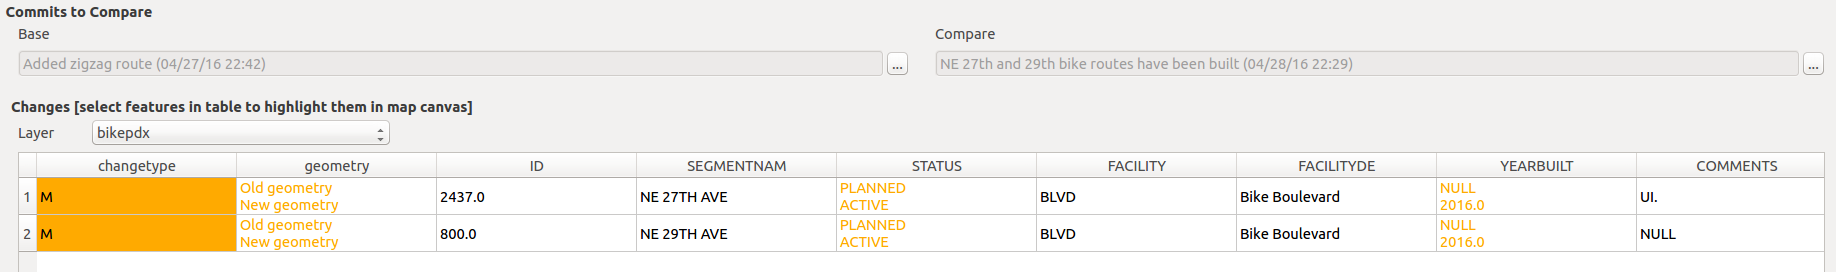 Commits to Compare
Base Compare
Added zigzag route (04/27/16 22:42) ... NE 27th and 29th bike routes have been built (04/28/16 22:29) ...
Changes [select features in table to highlight them in map canvas]
Layer bikepdx
changetype geometry ID SEGMENTNAM STATUS FACILITY FACILITYDE YEARBUILT COMMENTS
Old geometry PLANNED NULL
1 M 2437.0 NE 27TH AVE BLVD Bike Boulevard UI.
New geometry ACTIVE 2016.0
Old geometry PLANNED NULL
2 M 800.0 NE 29TH AVE BLVD Bike Boulevard NULL
New geometry ACTIVE 2016.0